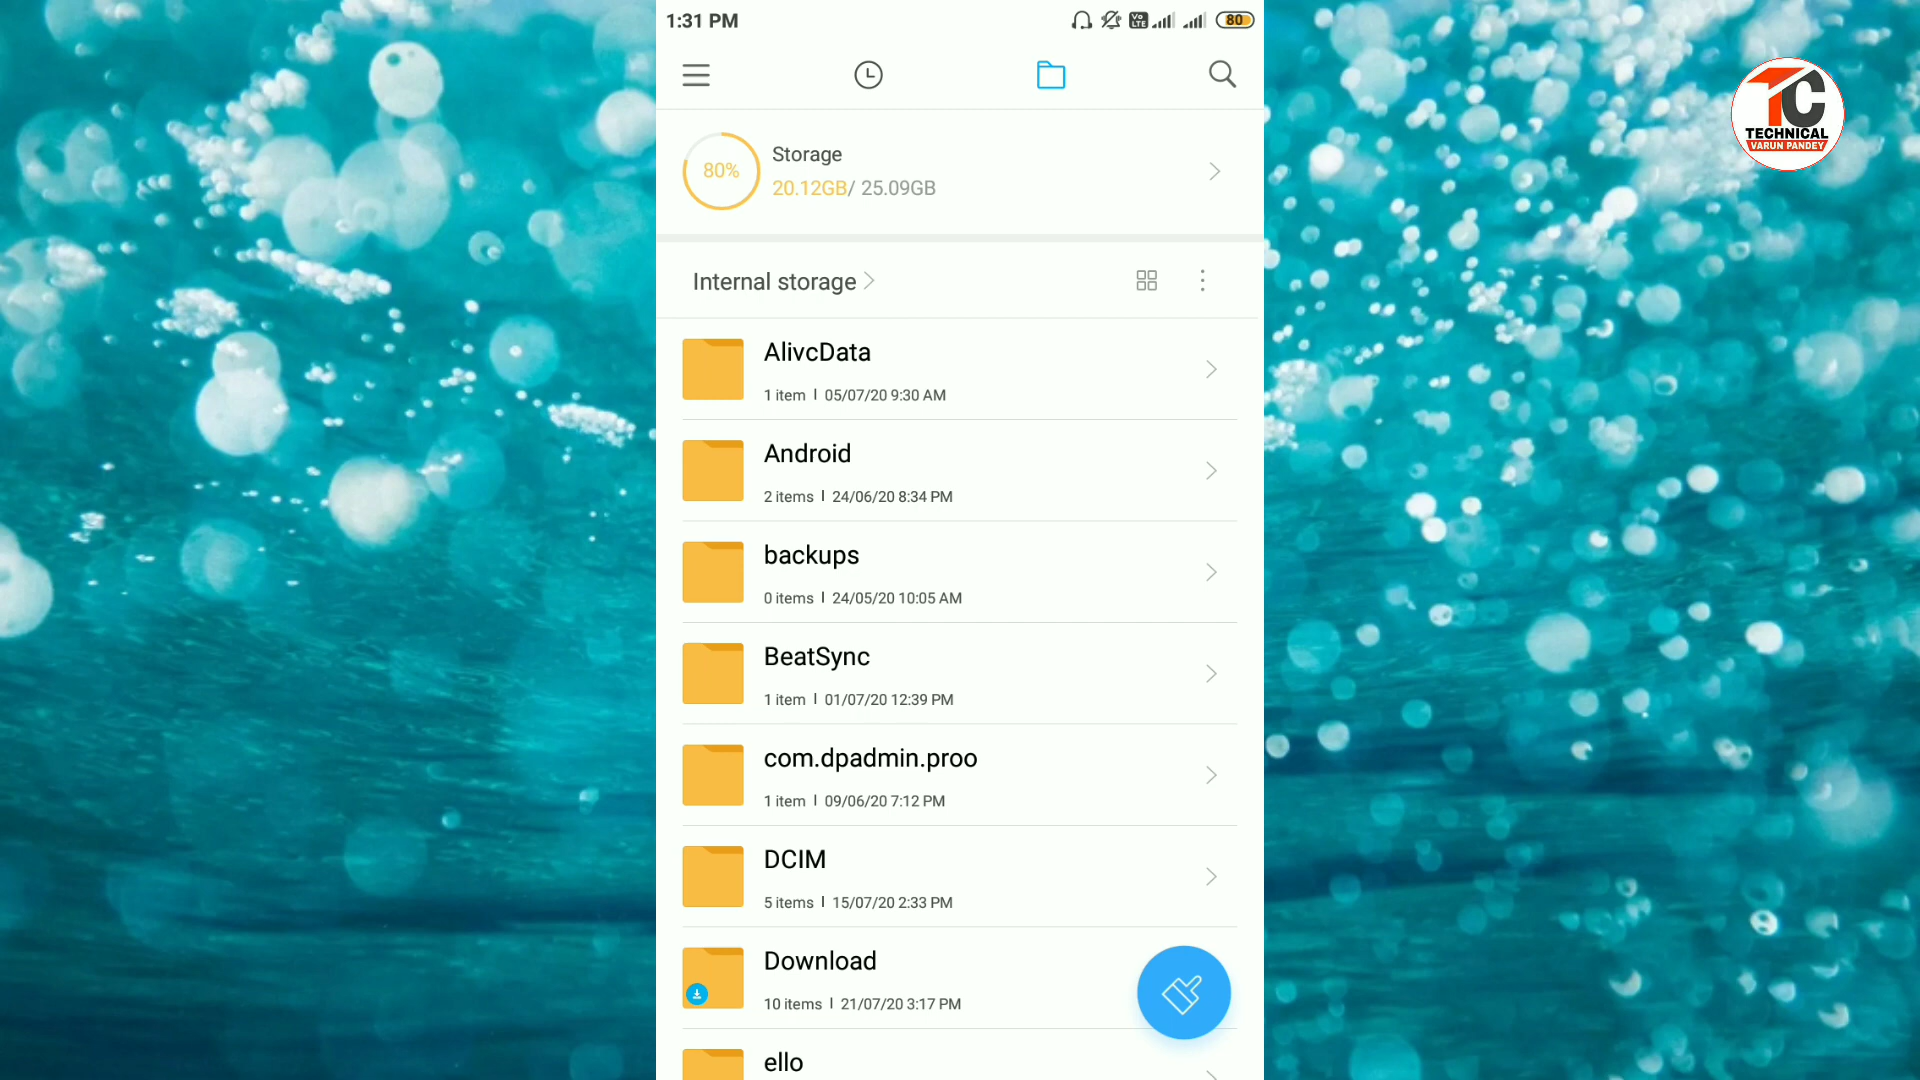 1:31 PM
Vo LTE
80
TC
TECHNICAL
VARUN PANDEY
80%
Storage
20.12GB/ 25.09GB
Internal storage
AlivcData
1 item | 05/07/20 9:30 AM
Android
2 items | 24/06/20 8:34 PM
backups
0 items | 24/05/20 10:05 AM
BeatSync
1 item | 01/07/20 12:39 PM
com.dpadmin.proo
1 item | 09/06/20 7:12 PM
DCIM
5 items | 15/07/20 2:33 PM
Download
10 items | 21/07/20 3:17 PM
ello